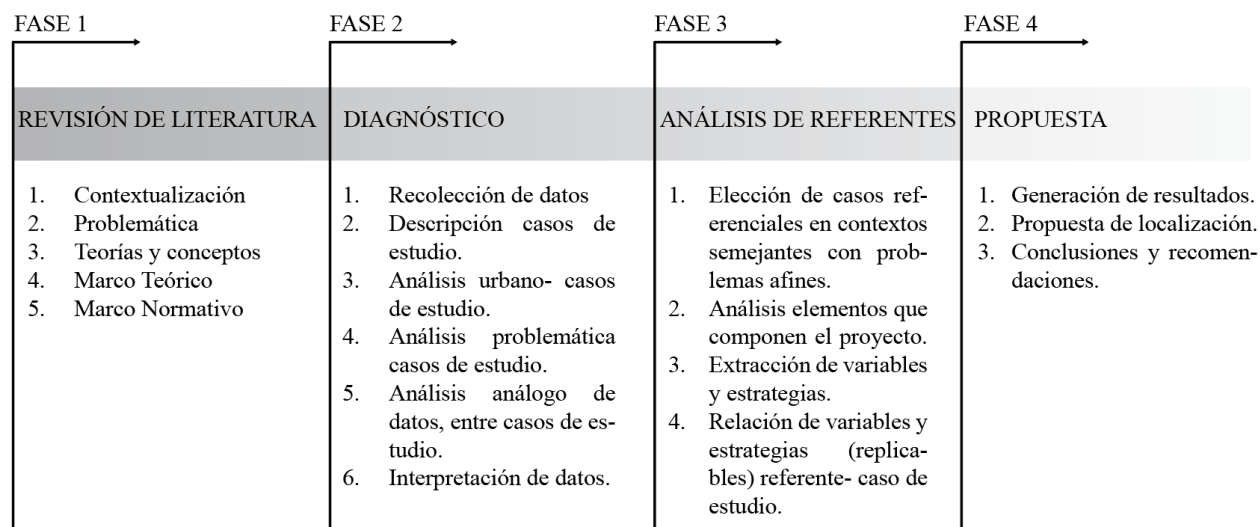 FASE 1
REVISIÓN DE LITERATURA
1. Contextualización
2. Problemática
3. Teorías y conceptos
4. Marco Teórico
5. Marco Normativo
FASE 2
DIAGNÓSTICO
1. Recolección de datos
2. Descripción casos de
estudio.
3. Análisis urbano- casos
de estudio.
4. Análisis problemática
casos de estudio.
5. Análisis análogo de
datos, entre casos de es-
tudio.
6. Interpretación de datos.
FASE 3
ANÁLISIS DE REFERENTES
1. Elección de casos ref-
erenciales en contextos
semejantes con prob-
lemas afines.
2. Análisis elementos que
componen el proyecto.
3. Extracción de variables
y estrategias.
4. Relación de variables y
estrategias (replica-
bles) referente- caso de
estudio.
FASE 4
PROPUESTA
1. Generación de resultados.
2. Propuesta de localización.
3. Conclusiones y recomen-
daciones.